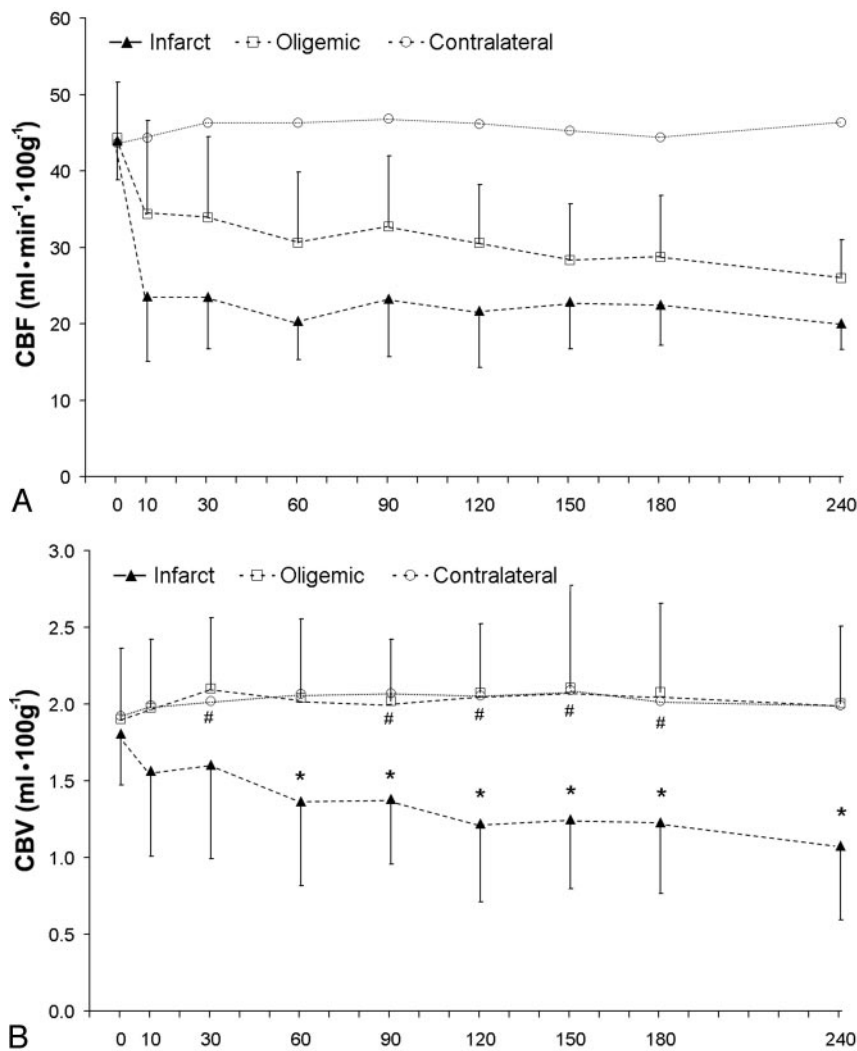 60
Infarct Oligemic Contralateral
50
40
30
20
10
0
CBF (ml•min⁻¹•100g⁻¹)
A
0 10 30 60 90 120 150 180 240
3.0
Infarct Oligemic Contralateral
2.5
2.0
# # # # #
* * * * * *
1.5
1.0
0.5
0.0
CBV (ml•100g⁻¹)
B
0 10 30 60 90 120 150 180 240